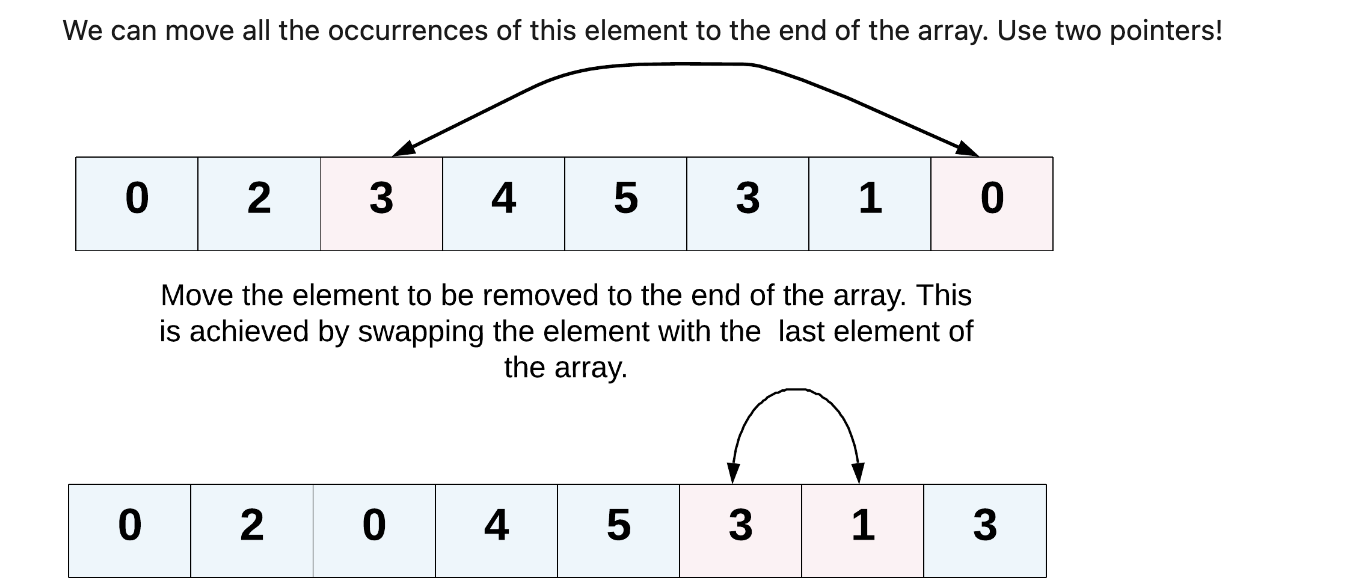 We can move all the occurrences of this element to the end of the array. Use two pointers!
0 2 3 4 5 3 1 0
Move the element to be removed to the end of the array. This
is achieved by swapping the element with the  last element of
the array.
0 2 0 4 5 3 1 3